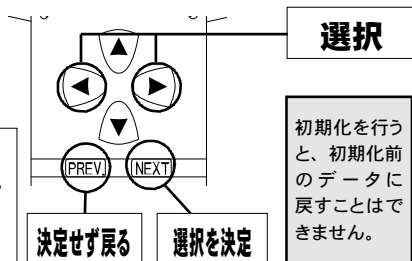 選択
初期化を行う
と、初期化前
のデータに
戻すことはで
きません。
PREV.
NEXT
決定せず戻る
選択を決定